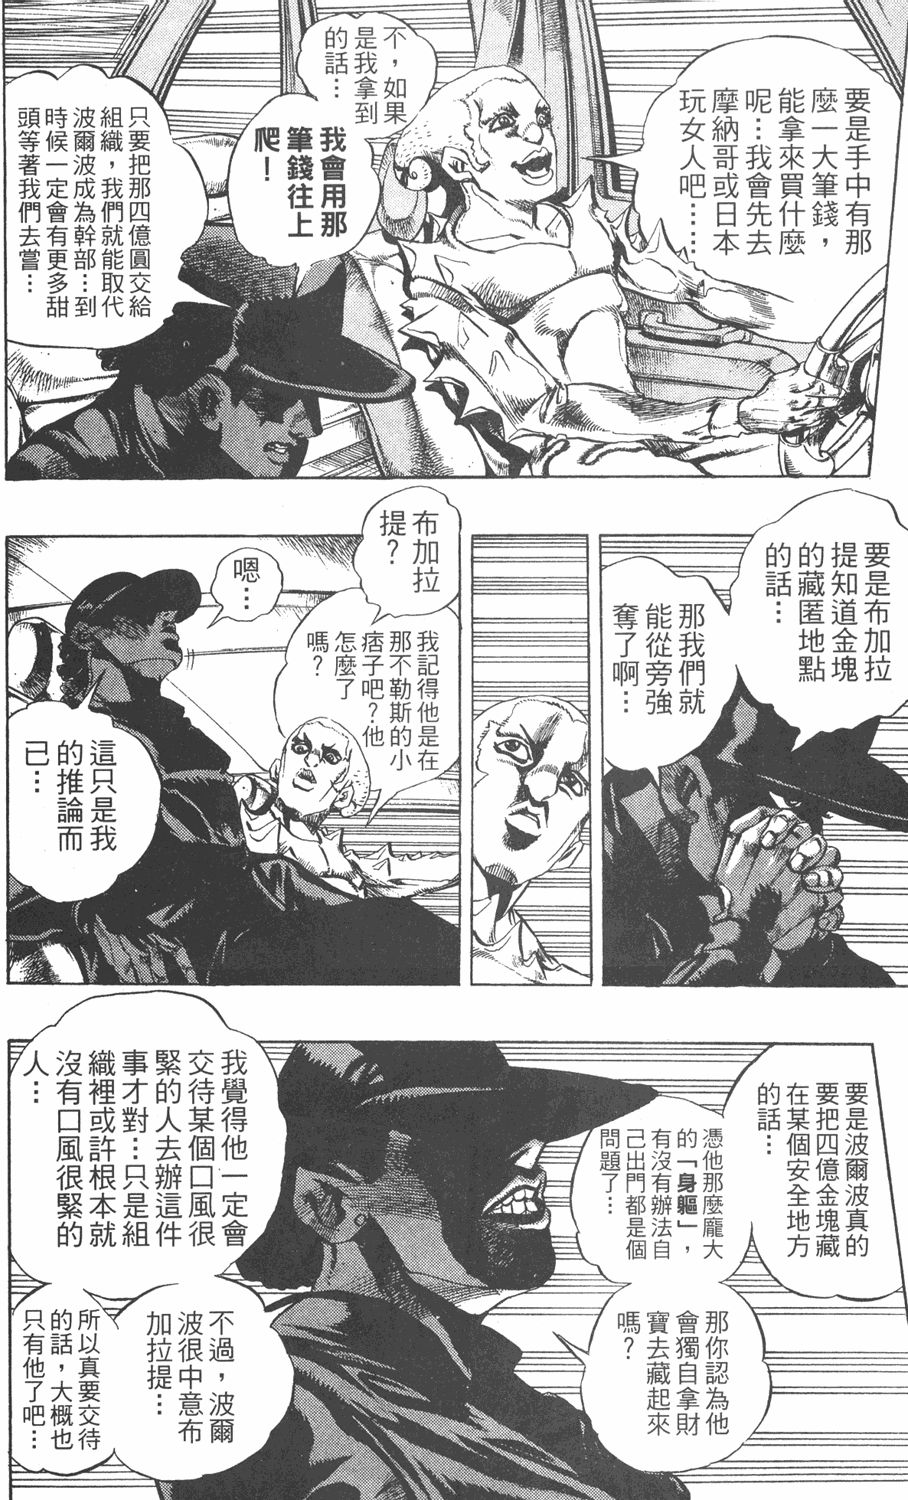 要是手中有那
麼一大筆錢，
能拿來買什麼
呢…我會先去
摩納哥或日本
玩女人吧……
不，如果
是我拿到
的話…
我會用那
筆錢往上
爬！
只要把那四億圓交給
組織，我們就能取代
波爾波成為幹部…到
時候一定會有更多甜
頭等著我們去嘗…
要是布加拉
提知道金塊
的藏匿地點
的話…
那我們就
能從旁強
奪了啊…
布加拉
提？
我記得他是在
那不勒斯的小
痞子吧？他
怎麼了
嗎？
嗯…
這只是我
的推論而
已…
要是波爾波真的
要把四億金塊藏
在某個安全地方
的話…
憑他那麼龐大
的「身軀」，
有沒有辦法自
己出門都是個
問題了…
那你認為他
會獨自拿財
寶去藏起來
嗎？
我覺得他一定會
交待某個口風很
緊的人去辦這件
事才對…只是組
織裡或許根本就
沒有口風很緊的
人…
不過，波爾
波很中意布
加拉提…
所以真要交待
的話，大概也
只有他了吧…